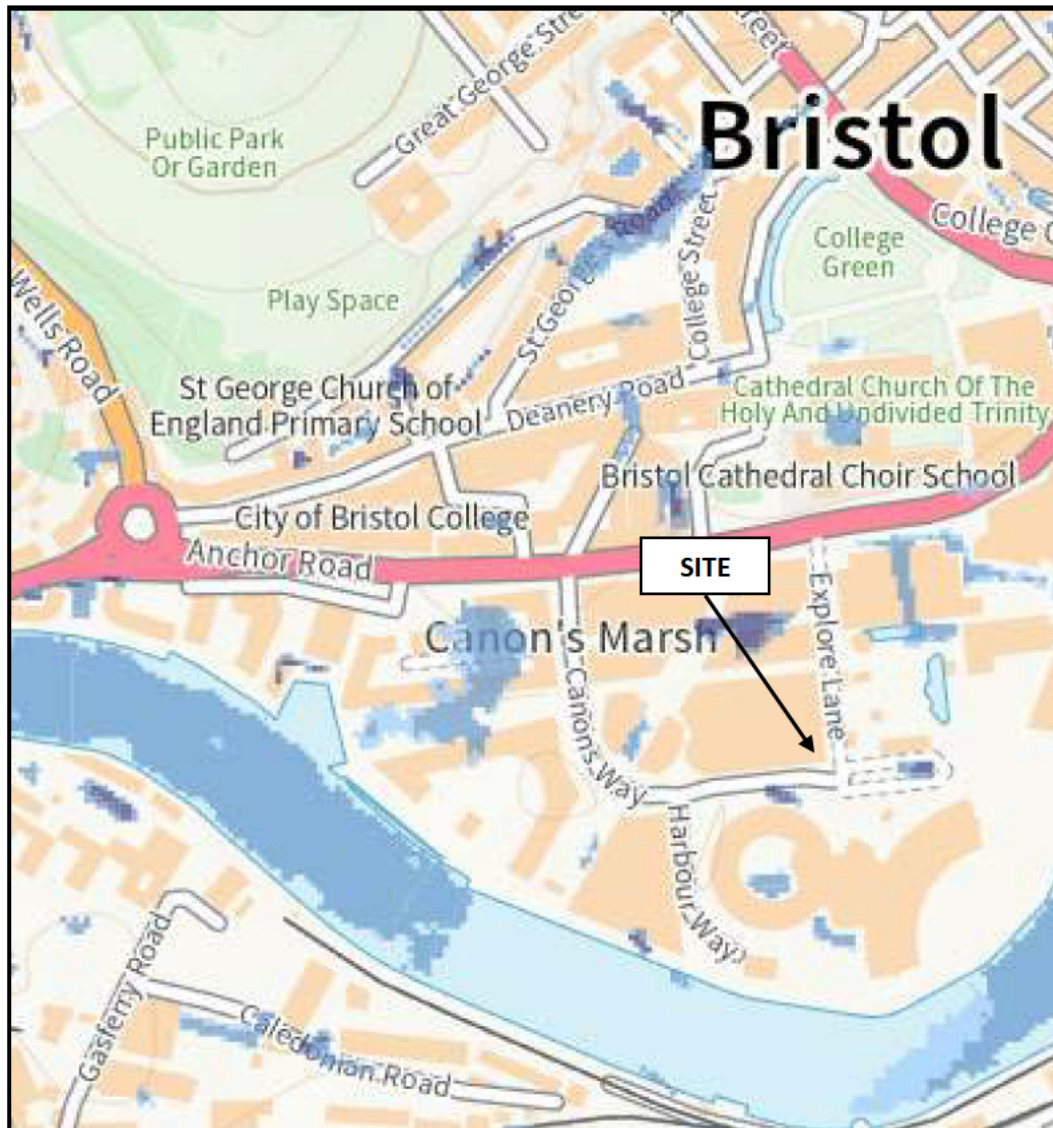 Great George Stre
treet
Bristol
Public Park
Or Garden
College G
College
Green
Road
College Street
Wells Road
Play Space
St Georg
St George Church of
England Primary School
Deanery Road
Cathedral Church Of The
Holy And Undivided Trinity
Bristol Cathedral Choir School
City of Bristol College
Anchor Road
SITE
Explore Lane
Canon's Marsh
Canons Way
Harbour Way
Gasferry Road
Caledonian Road